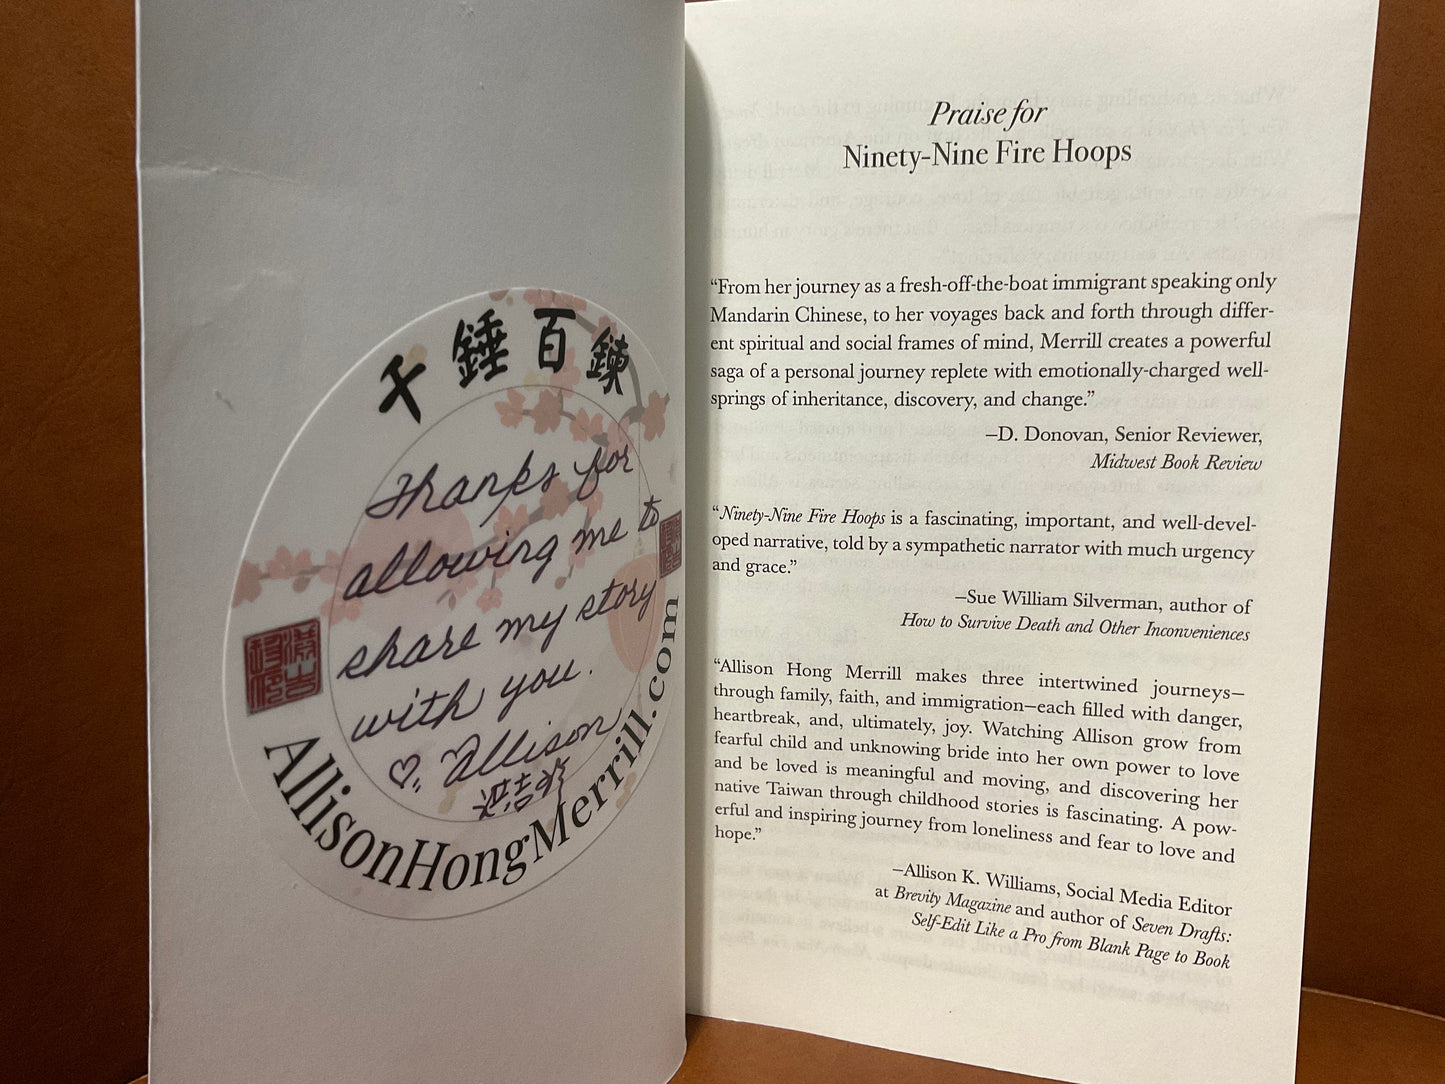 千錘百鍊
Thanks for
allowing me to
share my story
with you.
♡, Allison
AllisonHongMerrill.com
Praise for
Ninety-Nine Fire Hoops
“From her journey as a fresh-off-the-boat immigrant speaking only
Mandarin Chinese, to her voyages back and forth through differ-
ent spiritual and social frames of mind, Merrill creates a powerful
saga of a personal journey replete with emotionally-charged well-
springs of inheritance, discovery, and change.”
—D. Donovan, Senior Reviewer,
Midwest Book Review
“Ninety-Nine Fire Hoops is a fascinating, important, and well-devel-
oped narrative, told by a sympathetic narrator with much urgency
and grace.”
—Sue William Silverman, author of
How to Survive Death and Other Inconveniences
“Allison Hong Merrill makes three intertwined journeys—
through family, faith, and immigration—each filled with danger,
heartbreak, and, ultimately, joy. Watching Allison grow from
fearful child and unknowing bride into her own power to love
and be loved is meaningful and moving, and discovering her
native Taiwan through childhood stories is fascinating. A pow-
erful and inspiring journey from loneliness and fear to love and
hope.”
—Allison K. Williams, Social Media Editor
at Brevity Magazine and author of Seven Drafts:
Self-Edit Like a Pro from Blank Page to Book